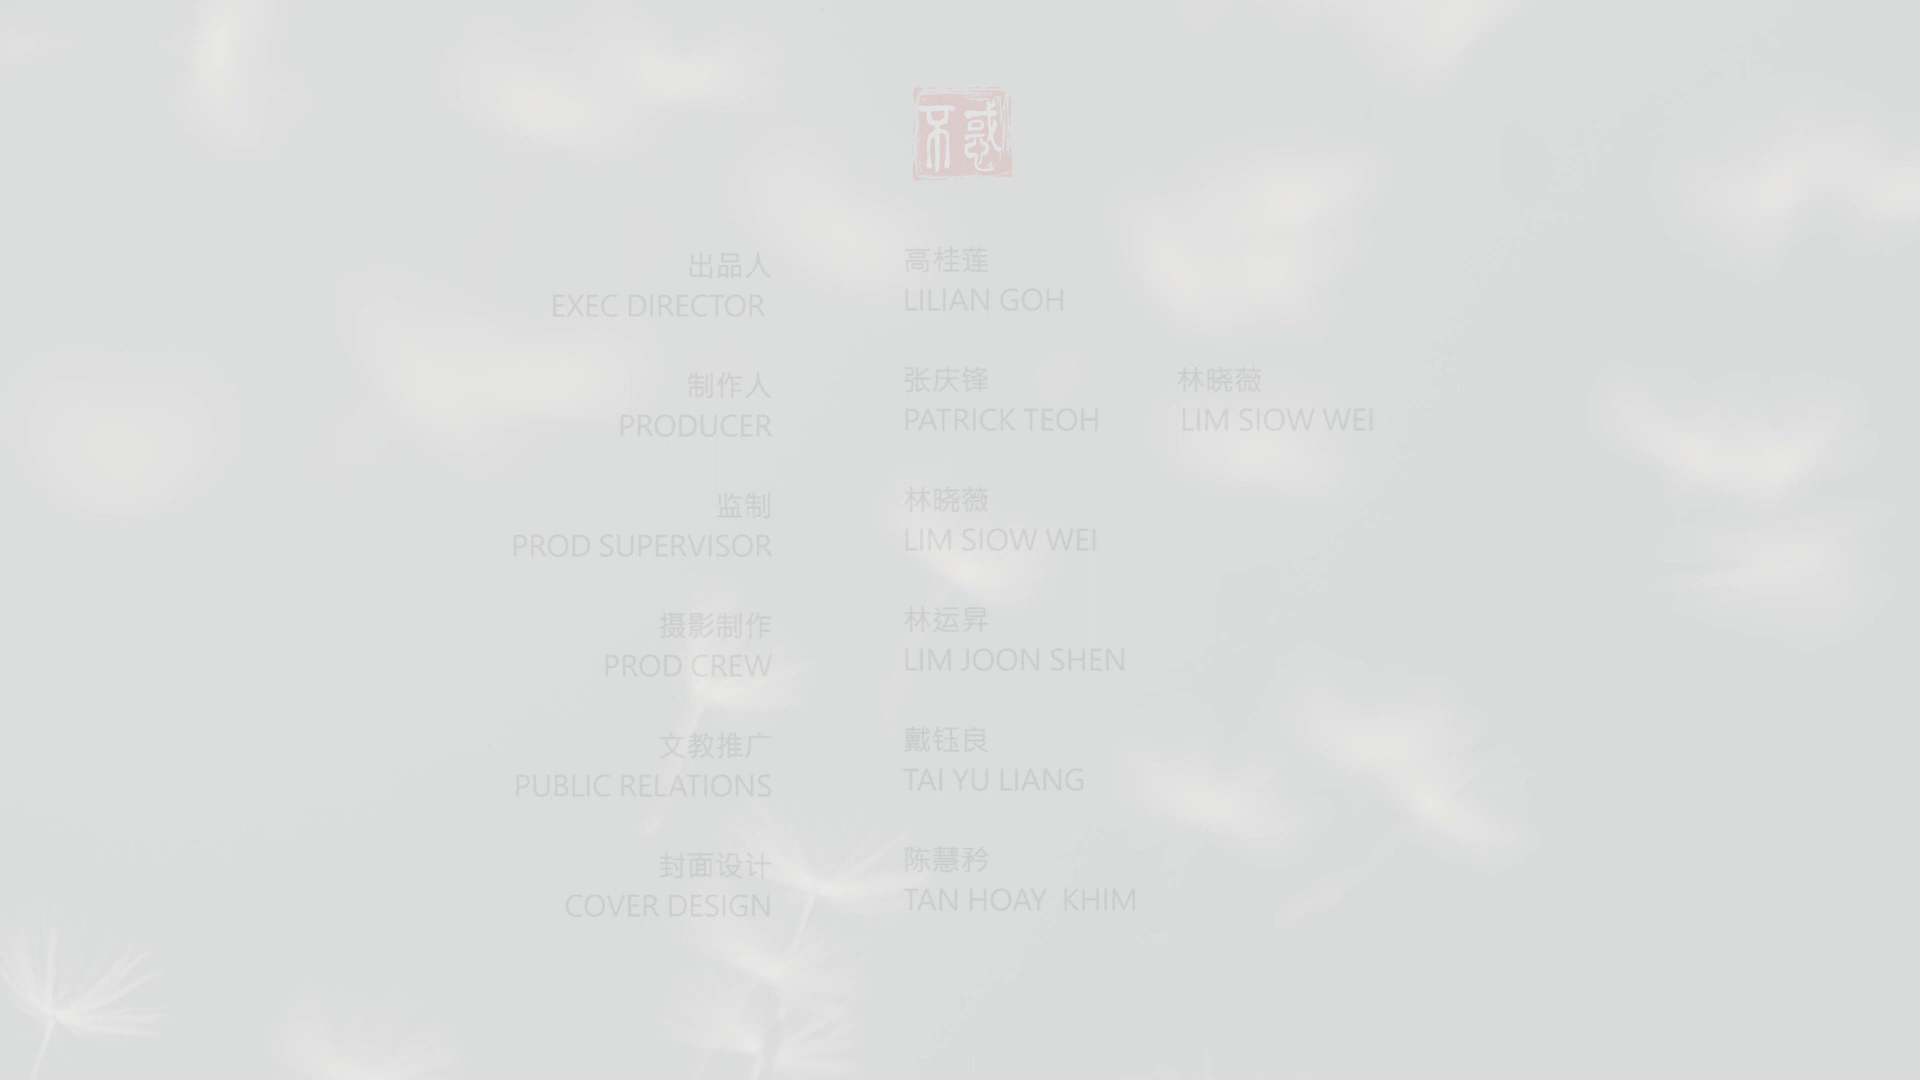 不惑
出品人 高桂莲
EXEC DIRECTOR LILIAN GOH
制作人 张庆锋 林晓薇
PRODUCER PATRICK TEOH LIM SIOW WEI
监制 林晓薇
PROD SUPERVISOR LIM SIOW WEI
摄影制作 林运昇
PROD CREW LIM JOON SHEN
文教推广 戴钰良
PUBLIC RELATIONS TAI YU LIANG
封面设计 陈慧矜
COVER DESIGN TAN HOAY KHIM